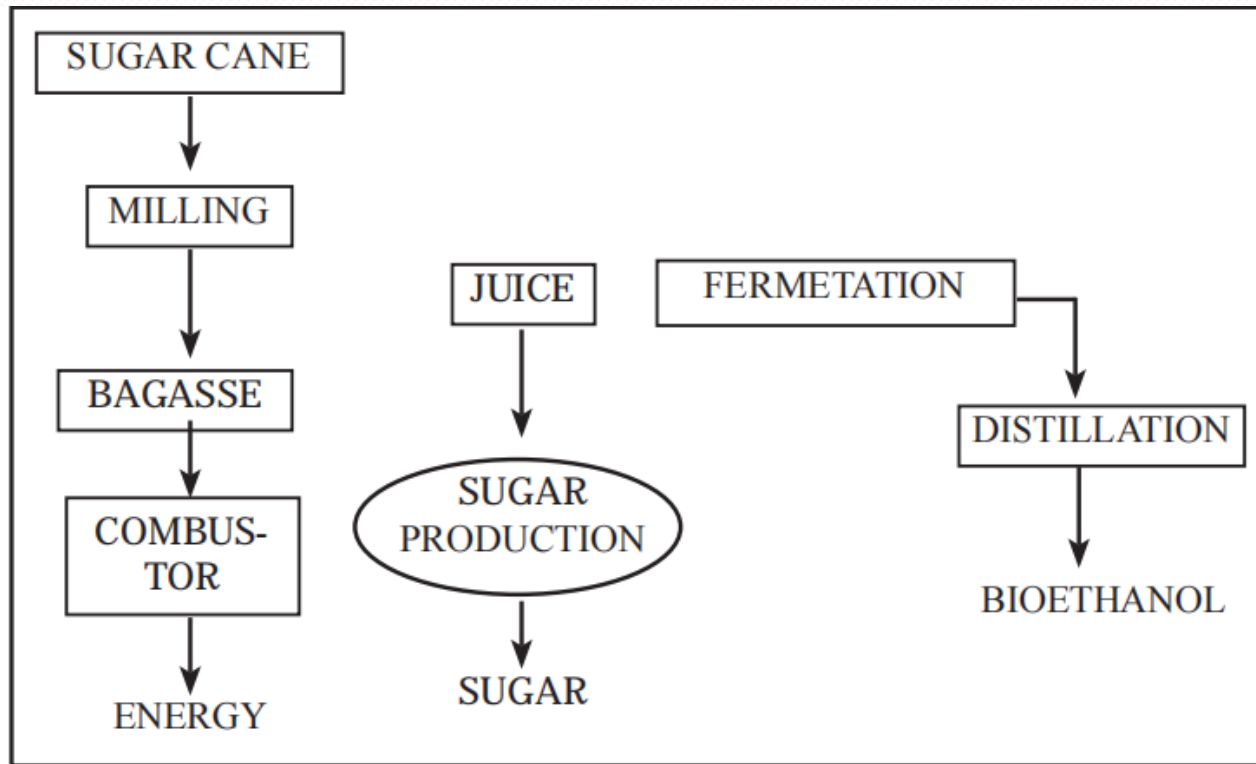 SUGAR CANE
MILLING
BAGASSE
COMBUS-
TOR
ENERGY
JUICE
SUGAR
PRODUCTION
SUGAR
FERMETATION
DISTILLATION
BIOETHANOL